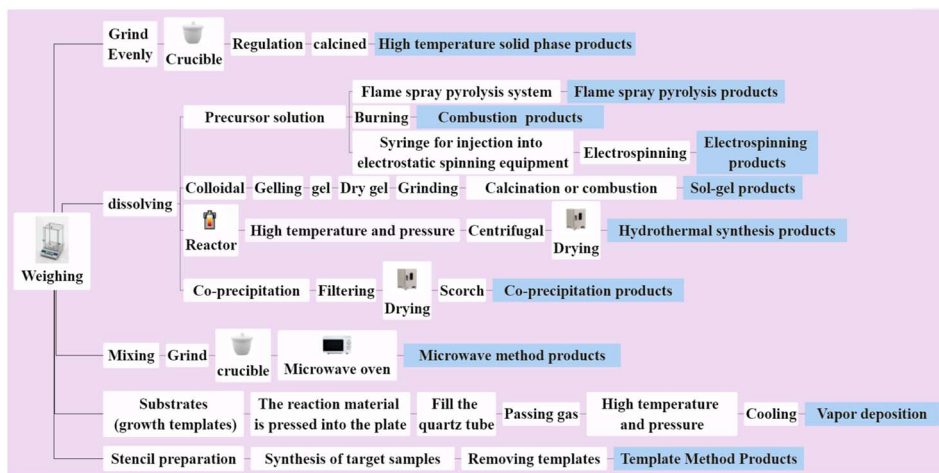 Grind
Evenly
Crucible
Regulation
calcined
High temperature solid phase products
Flame spray pyrolysis system
Flame spray pyrolysis products
Precursor solution
Burning
Combustion products
Syringe for injection into
electrostatic spinning equipment
Electrospinning
Electrospinning
products
Colloidal
Gelling
gel
Dry gel
Grinding
Calcination or combustion
Sol-gel products
dissolving
Reactor
High temperature and pressure
Centrifugal
Drying
Hydrothermal synthesis products
Weighing
Co-precipitation
Filtering
Drying
Scorch
Co-precipitation products
Mixing
Grind
crucible
Microwave oven
Microwave method products
Substrates
(growth templates)
The reaction material
is pressed into the plate
Fill the
quartz tube
Passing gas
High temperature
and pressure
Cooling
Vapor deposition
Stencil preparation
Synthesis of target samples
Removing templates
Template Method Products